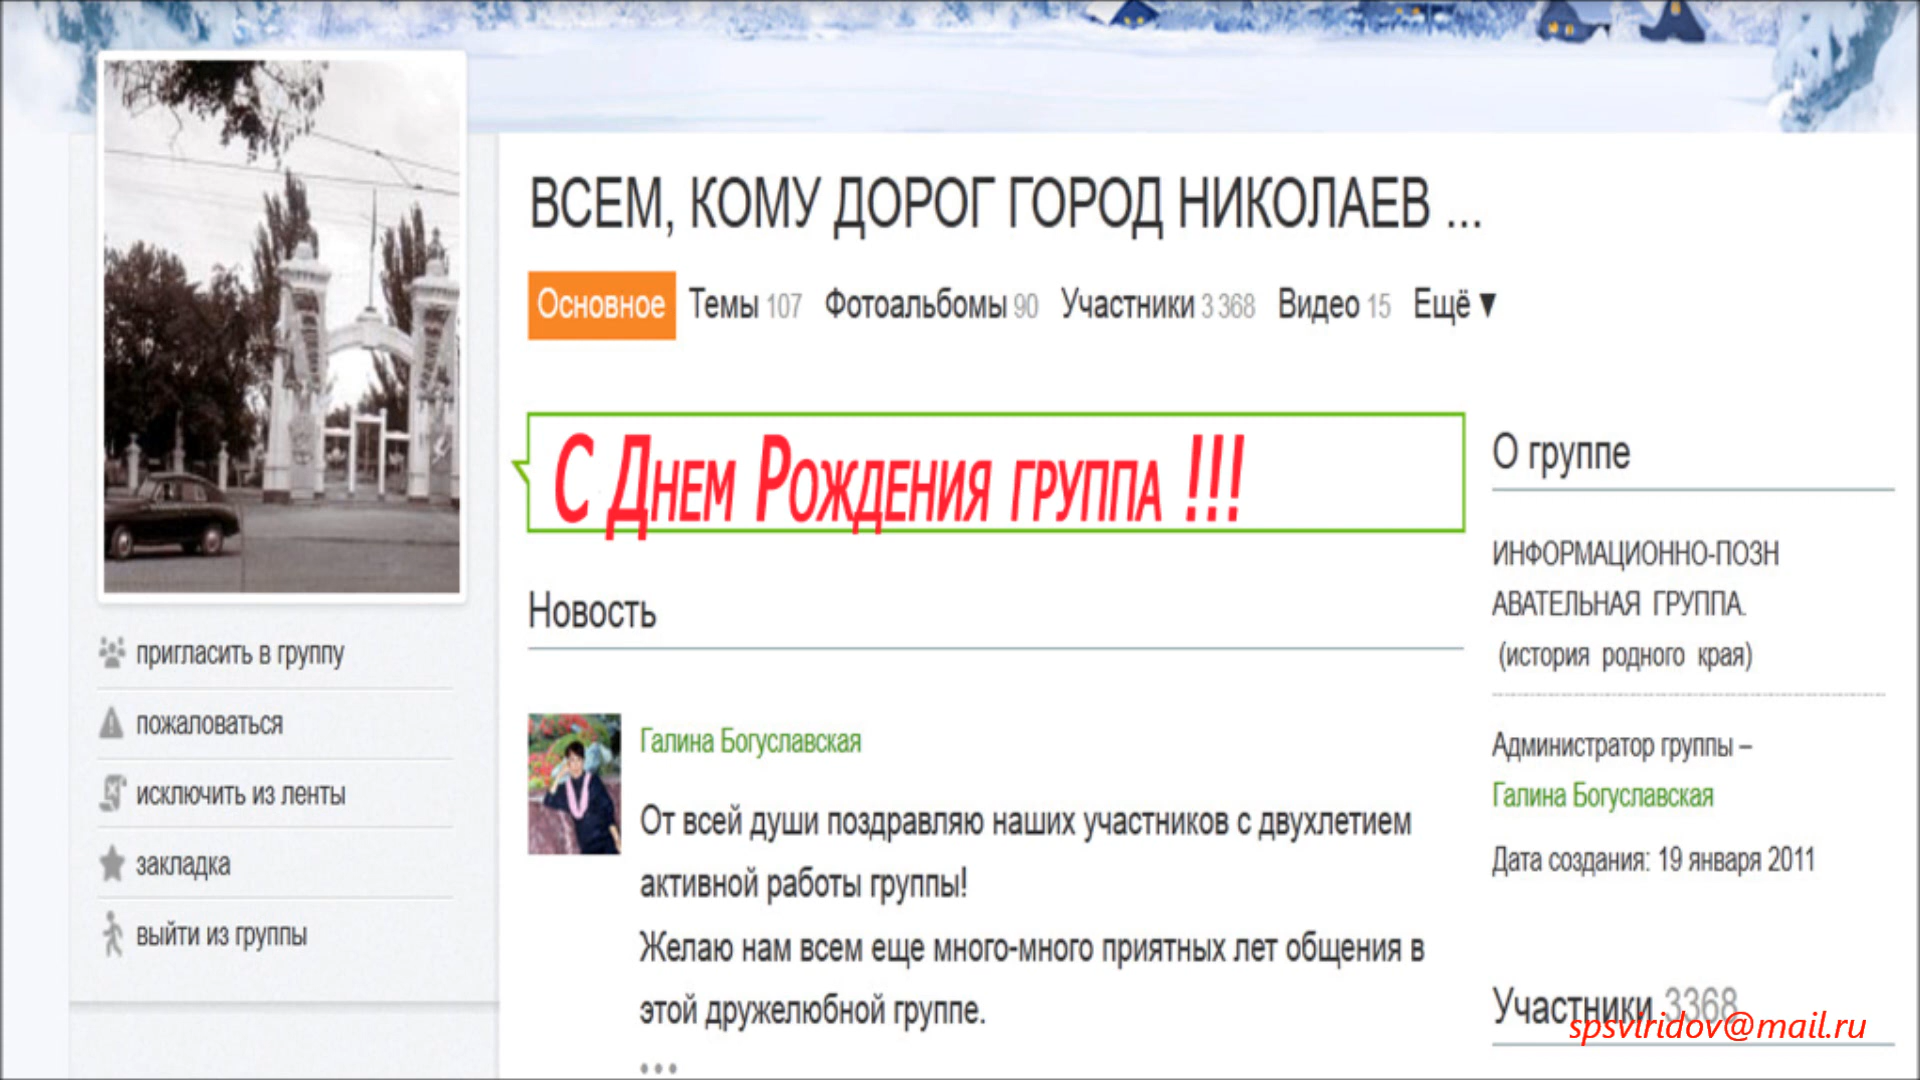 ВСЕМ, КОМУ ДОРОГ ГОРОД НИКОЛАЕВ ...
Основное Темы 107 Фотоальбомы 90 Участники 3 368 Видео 15 Ещё ▼
С Днем Рождения группа !!!
Новость
Галина Богуславская
От всей души поздравляю наших участников с двухлетием
активной работы группы!
Желаю нам всем еще много-много приятных лет общения в
этой дружелюбной группе.
...
пригласить в группу
пожаловаться
исключить из ленты
закладка
выйти из группы
О группе
ИНФОРМАЦИОННО-ПОЗН
АВАТЕЛЬНАЯ ГРУППА.
(история родного края)
Администратор группы –
Галина Богуславская
Дата создания: 19 января 2011
Участники 3368
spsviridov@mail.ru